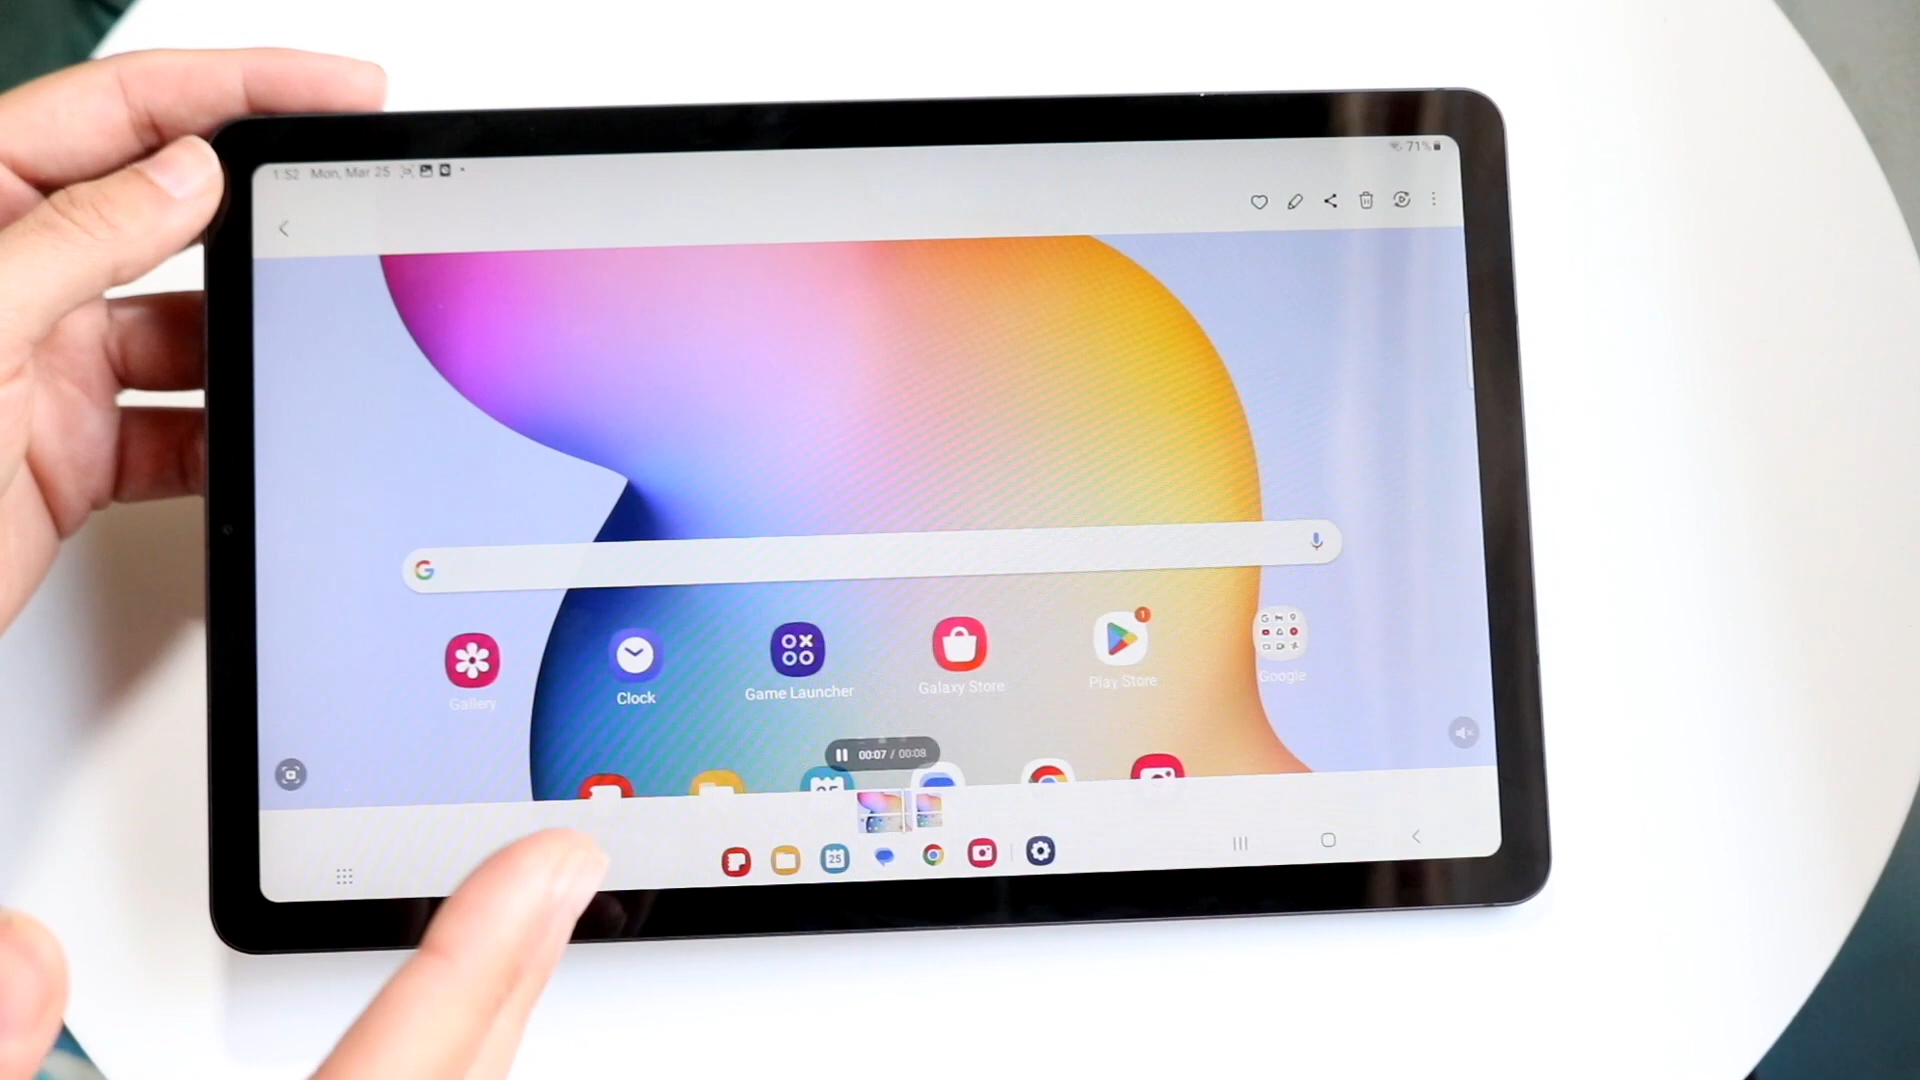 1:52 Mon, Mar 25
71%
Gallery
Clock
Game Launcher
Galaxy Store
Play Store
1
Google
00:07 / 00:08
25